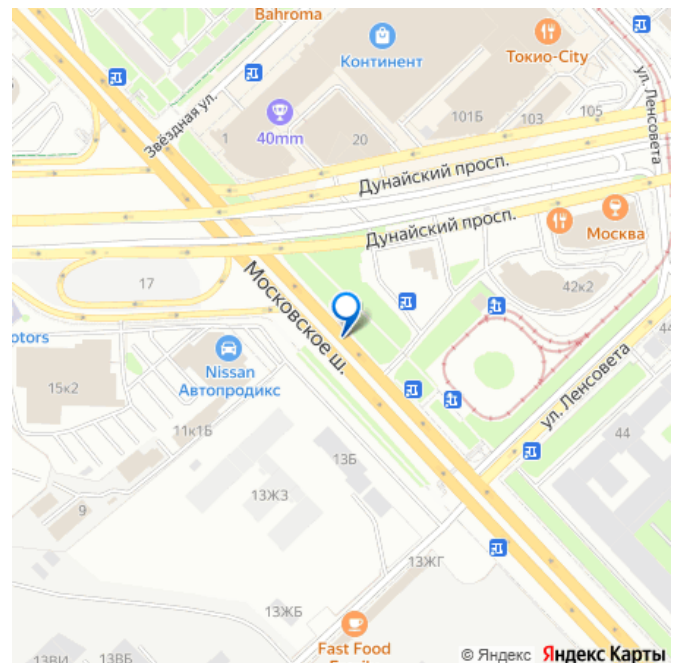 Bahroma
Континент
Токио-City
Звёздная ул.
1
40mm
20
101Б
103
105
ул. Ленсовета
Дунайский просп.
Дунайский просп.
Москва
17
42к2
Московское ш.
Nissan
Автопродикс
15к2
11к1Б
ул. Ленсовета
44
9
13Б
13ЖЗ
13ЖГ
13ЖБ
13ВИ
13ВБ
Fast Food
© Яндекс Яндекс Карты